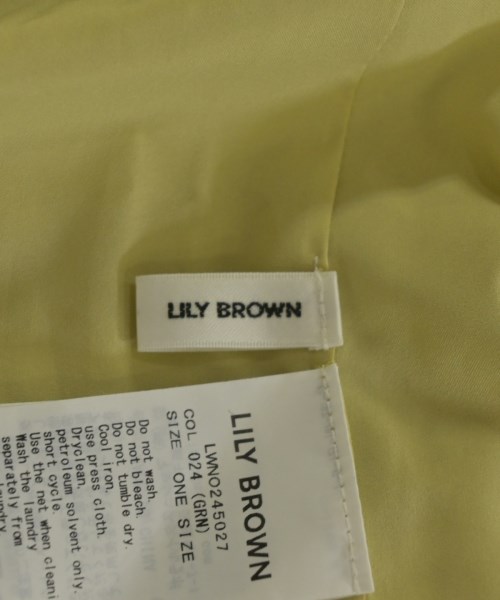 LILY BROWN
LILY BROWN
LWNO245027
COL 024 (GRN)
SIZE ONE SIZE
Do not wash.
Do not bleach.
Do not tumble dry.
Cool iron.
use press cloth.
Dryclean.
petroleum solvent only.
short cycle.
Use the net when cleani
Wash the laundry
separately from
laundry